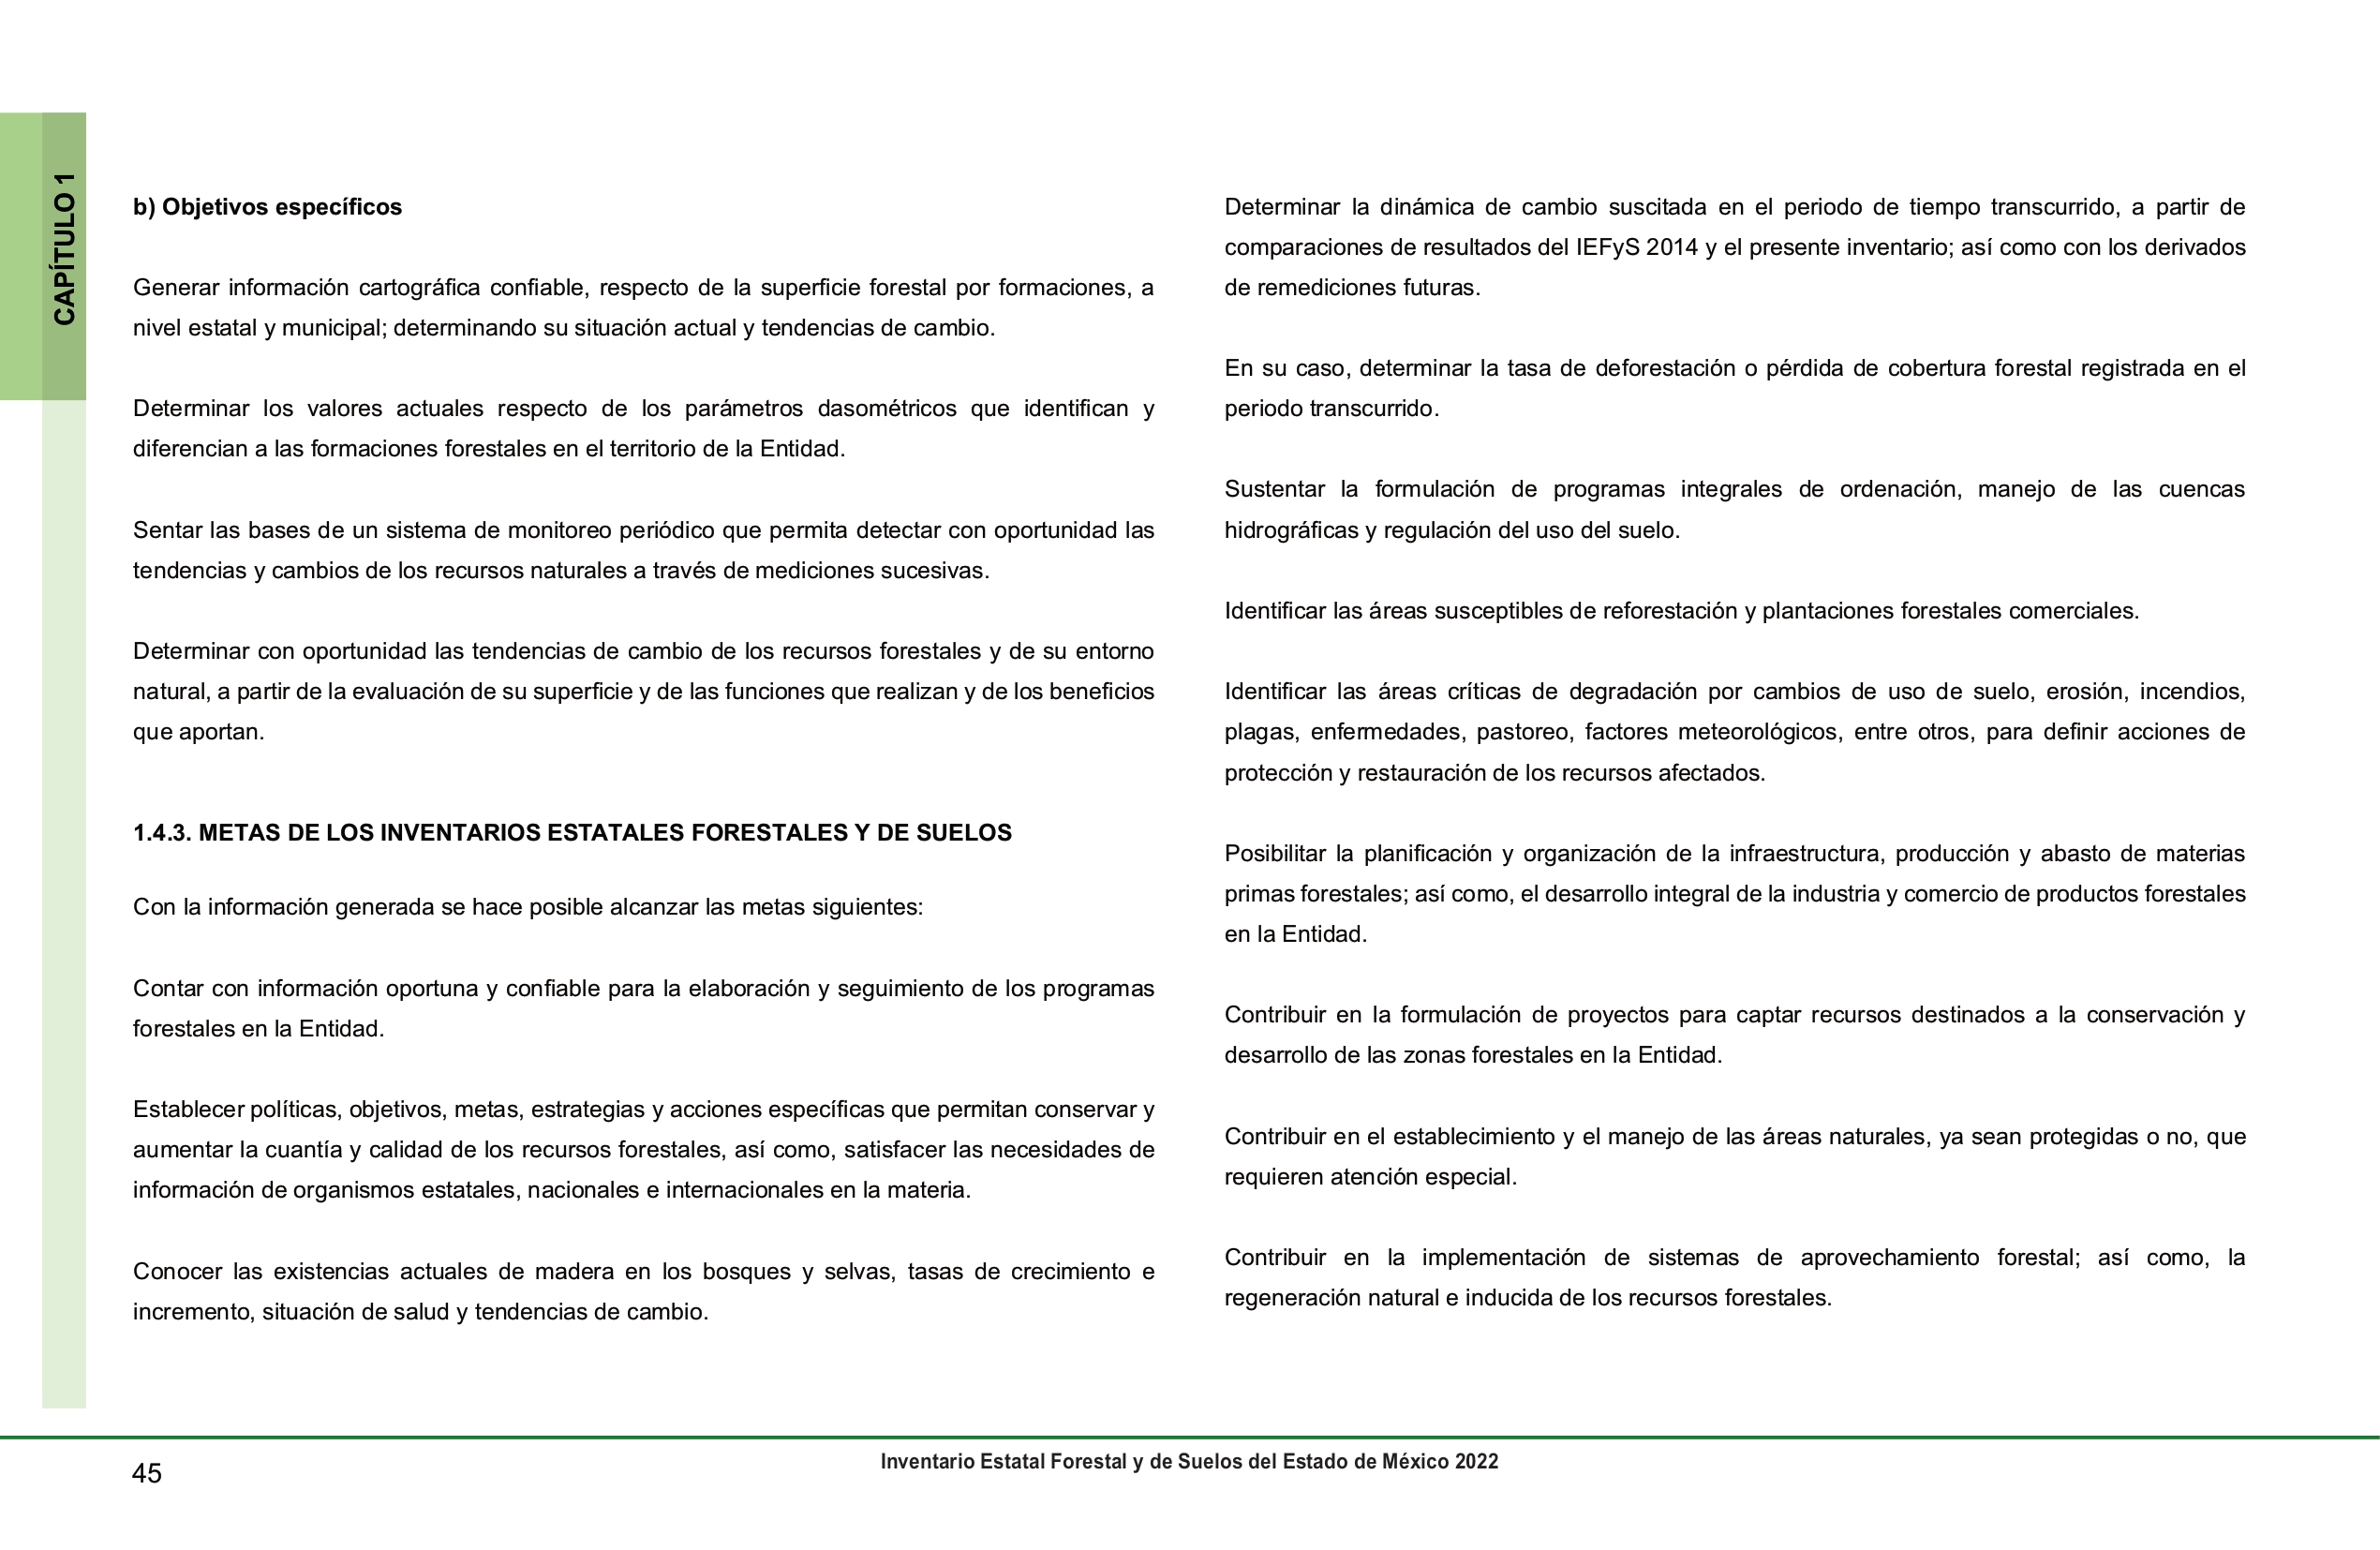 CAPÍTULO 1
b) Objetivos específicos
Generar información cartográfica confiable, respecto de la superficie forestal por formaciones, a
nivel estatal y municipal; determinando su situación actual y tendencias de cambio.
Determinar los valores actuales respecto de los parámetros dasométricos que identifican y
diferencian a las formaciones forestales en el territorio de la Entidad.
Sentar las bases de un sistema de monitoreo periódico que permita detectar con oportunidad las
tendencias y cambios de los recursos naturales a través de mediciones sucesivas.
Determinar con oportunidad las tendencias de cambio de los recursos forestales y de su entorno
natural, a partir de la evaluación de su superficie y de las funciones que realizan y de los beneficios
que aportan.
1.4.3. METAS DE LOS INVENTARIOS ESTATALES FORESTALES Y DE SUELOS
Con la información generada se hace posible alcanzar las metas siguientes:
Contar con información oportuna y confiable para la elaboración y seguimiento de los programas
forestales en la Entidad.
Establecer políticas, objetivos, metas, estrategias y acciones específicas que permitan conservar y
aumentar la cuantía y calidad de los recursos forestales, así como, satisfacer las necesidades de
información de organismos estatales, nacionales e internacionales en la materia.
Conocer las existencias actuales de madera en los bosques y selvas, tasas de crecimiento e
incremento, situación de salud y tendencias de cambio.
Determinar la dinámica de cambio suscitada en el periodo de tiempo transcurrido, a partir de
comparaciones de resultados del IEFyS 2014 y el presente inventario; así como con los derivados
de remediciones futuras.
En su caso, determinar la tasa de deforestación o pérdida de cobertura forestal registrada en el
periodo transcurrido.
Sustentar la formulación de programas integrales de ordenación, manejo de las cuencas
hidrográficas y regulación del uso del suelo.
Identificar las áreas susceptibles de reforestación y plantaciones forestales comerciales.
Identificar las áreas críticas de degradación por cambios de uso de suelo, erosión, incendios,
plagas, enfermedades, pastoreo, factores meteorológicos, entre otros, para definir acciones de
protección y restauración de los recursos afectados.
Posibilitar la planificación y organización de la infraestructura, producción y abasto de materias
primas forestales; así como, el desarrollo integral de la industria y comercio de productos forestales
en la Entidad.
Contribuir en la formulación de proyectos para captar recursos destinados a la conservación y
desarrollo de las zonas forestales en la Entidad.
Contribuir en el establecimiento y el manejo de las áreas naturales, ya sean protegidas o no, que
requieren atención especial.
Contribuir en la implementación de sistemas de aprovechamiento forestal; así como, la
regeneración natural e inducida de los recursos forestales.
45
Inventario Estatal Forestal y de Suelos del Estado de México 2022